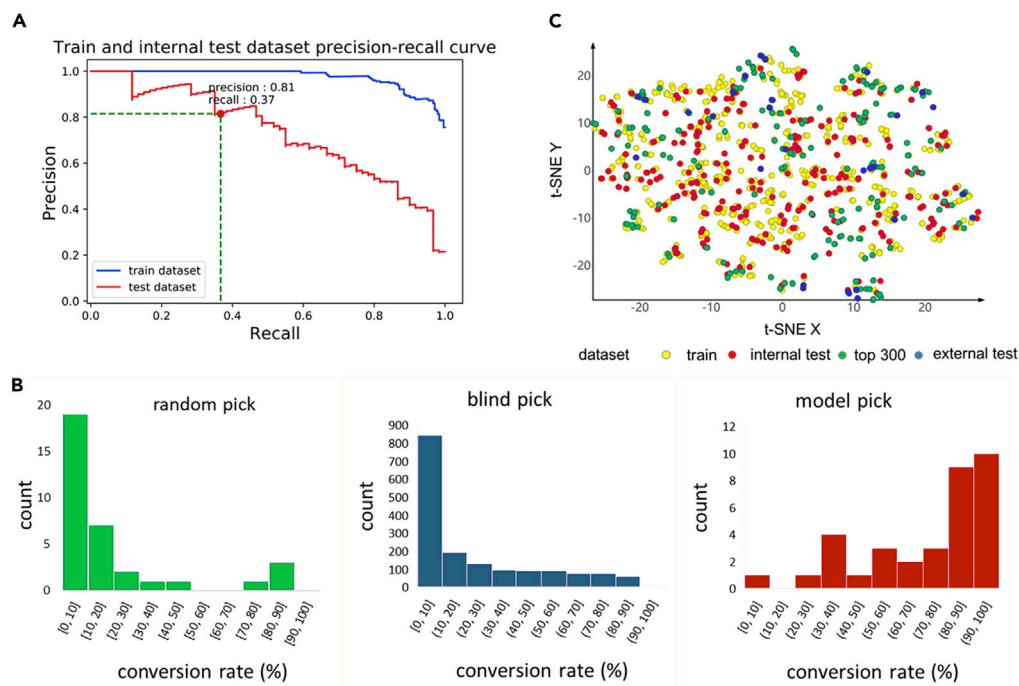 A
Train and internal test dataset precision-recall curve
1.0
0.8
0.6
0.4
0.2
0.0
Precision
precision : 0.81
recall : 0.37
train dataset
test dataset
0.0 0.2 0.4 0.6 0.8 1.0
Recall
C
20
10
0
-10
-20
t-SNE Y
-20 -10 0 10 20
t-SNE X
dataset train internal test top 300 external test
B
random pick
20
15
10
5
0
count
[0, 10] (10, 20] (20, 30] (30, 40] (40, 50] (50, 60] (60, 70] (70, 80] (80, 90] (90, 100]
conversion rate (%)
blind pick
900
800
700
600
500
400
300
200
100
0
count
[0, 10] (10, 20] (20, 30] (30, 40] (40, 50] (50, 60] (60, 70] (70, 80] (80, 90] (90, 100]
conversion rate (%)
model pick
12
10
8
6
4
2
0
count
[0, 10] (10, 20] (20, 30] (30, 40] (40, 50] (50, 60] (60, 70] (70, 80] (80, 90] (90, 100]
conversion rate (%)